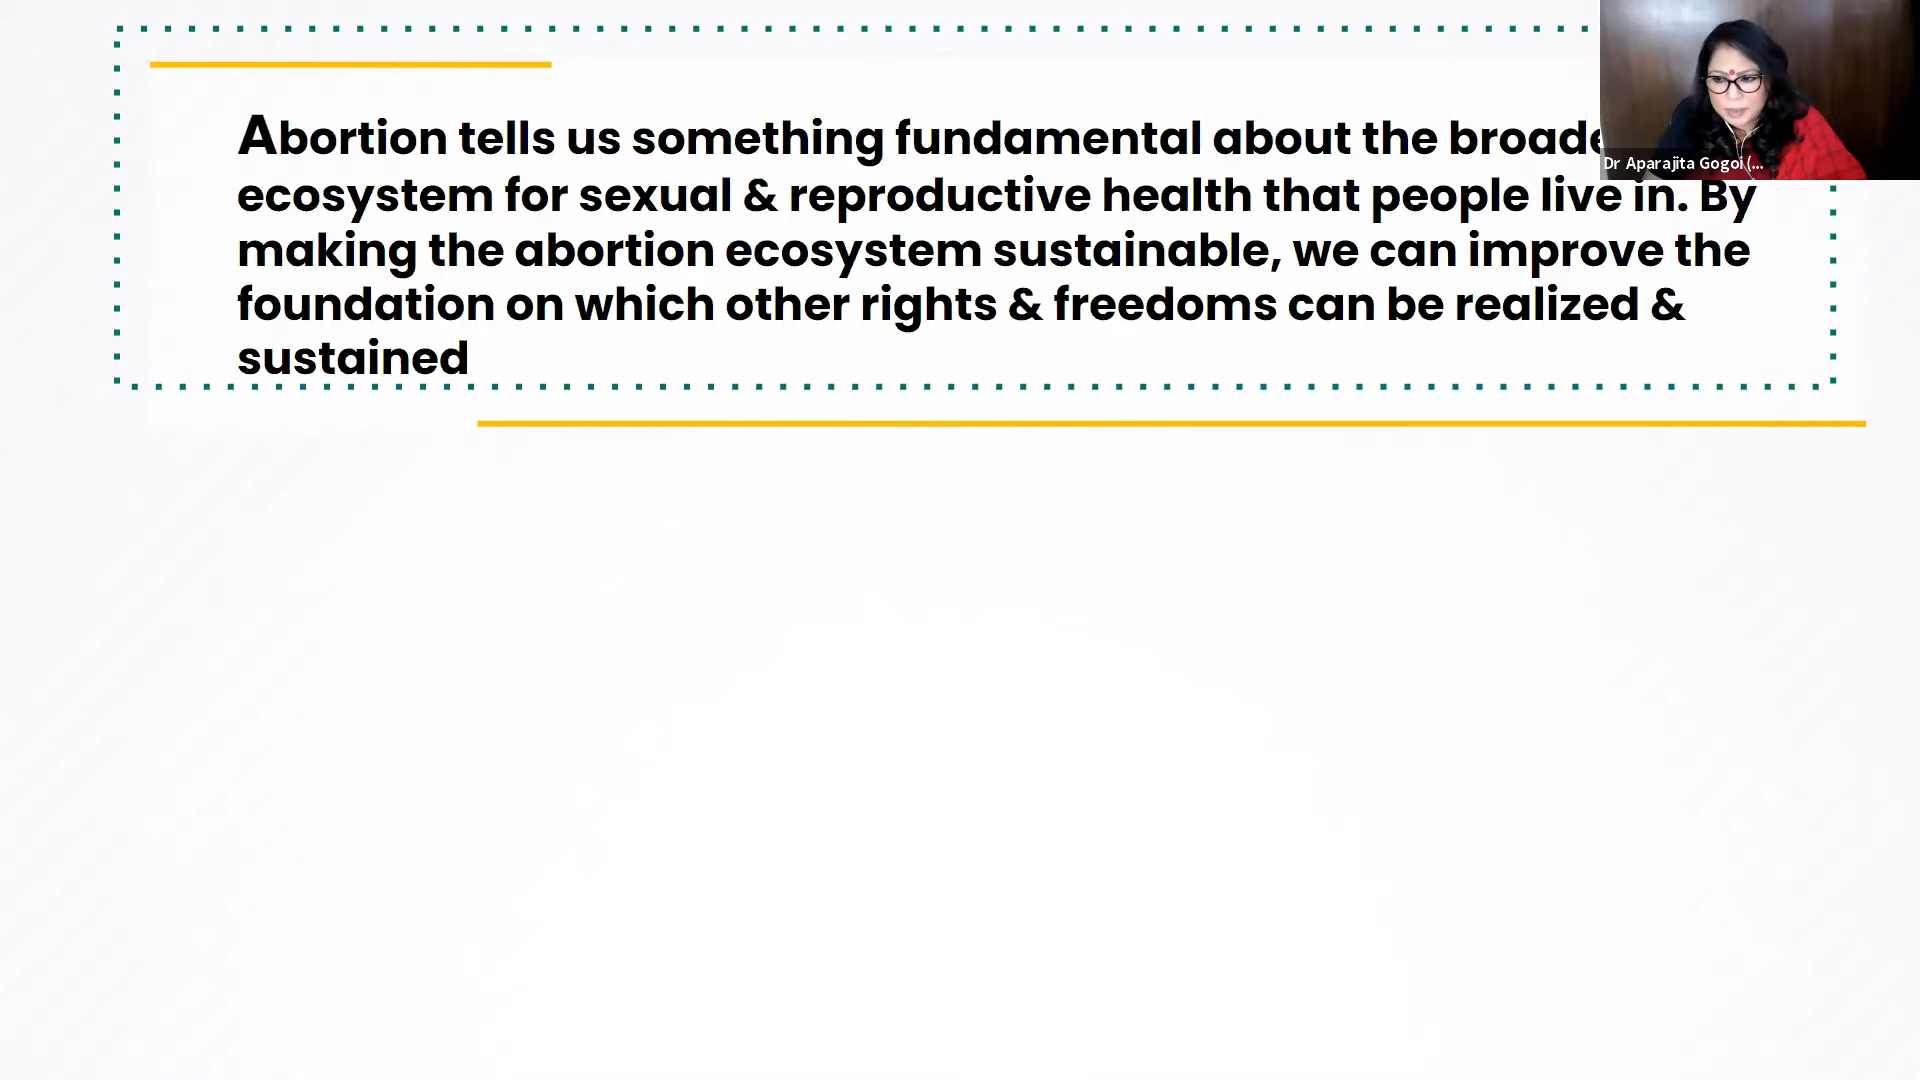 Abortion tells us something fundamental about the broade
ecosystem for sexual & reproductive health that people live in. By
making the abortion ecosystem sustainable, we can improve the
foundation on which other rights & freedoms can be realized &
sustained
Dr Aparajita Gogoi (...